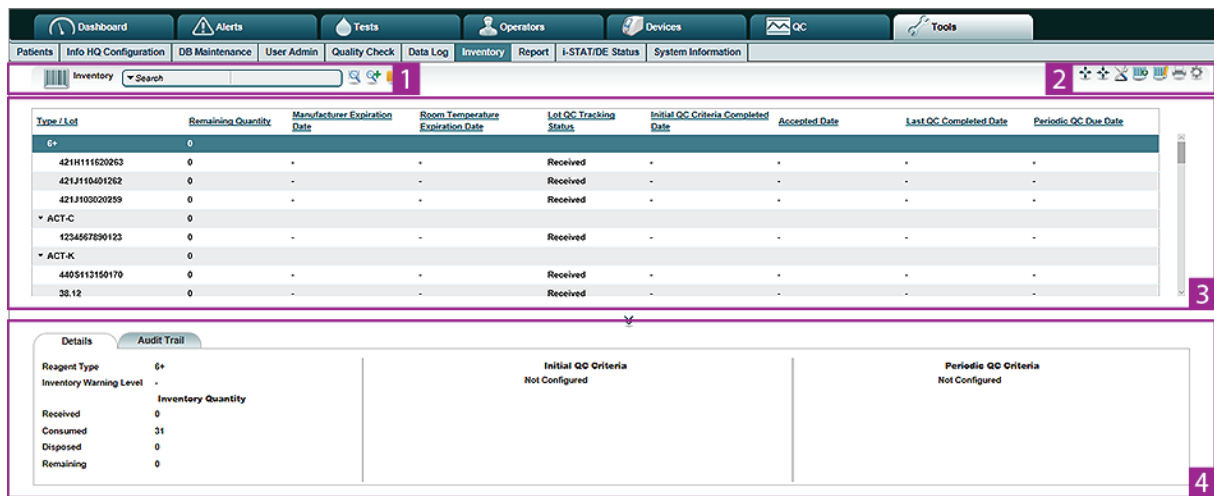 Dashboard Alerts Tests Operators Devices QC Tools
Patients Info HQ Configuration DB Maintenance User Admin Quality Check Data Log Inventory Report i-STAT/DE Status System Information
Inventory Search 1 2
Type / Lot Remaining Quantity Manufacturer Expiration Date Room Temperature Expiration Date Lot QC Tracking Status Initial QC Criteria Completed Date Accepted Date Last QC Completed Date Periodic QC Due Date
6+ 0
421H111620263 0 - - Received - - - -
421J110401262 0 - - Received - - - -
421J103020259 0 - - Received - - - -
ACT-C 0
1234567890123 0 - - Received - - - -
ACT-K 0
440S113150170 0 - - Received - - - -
38.12 0 - - Received - - - -
3
Details Audit Trail
Reagent Type 6+ Initial QC Criteria Periodic QC Criteria
Inventory Warning Level - Not Configured Not Configured
Inventory Quantity
Received 0
Consumed 31
Disposed 0
Remaining 0
4